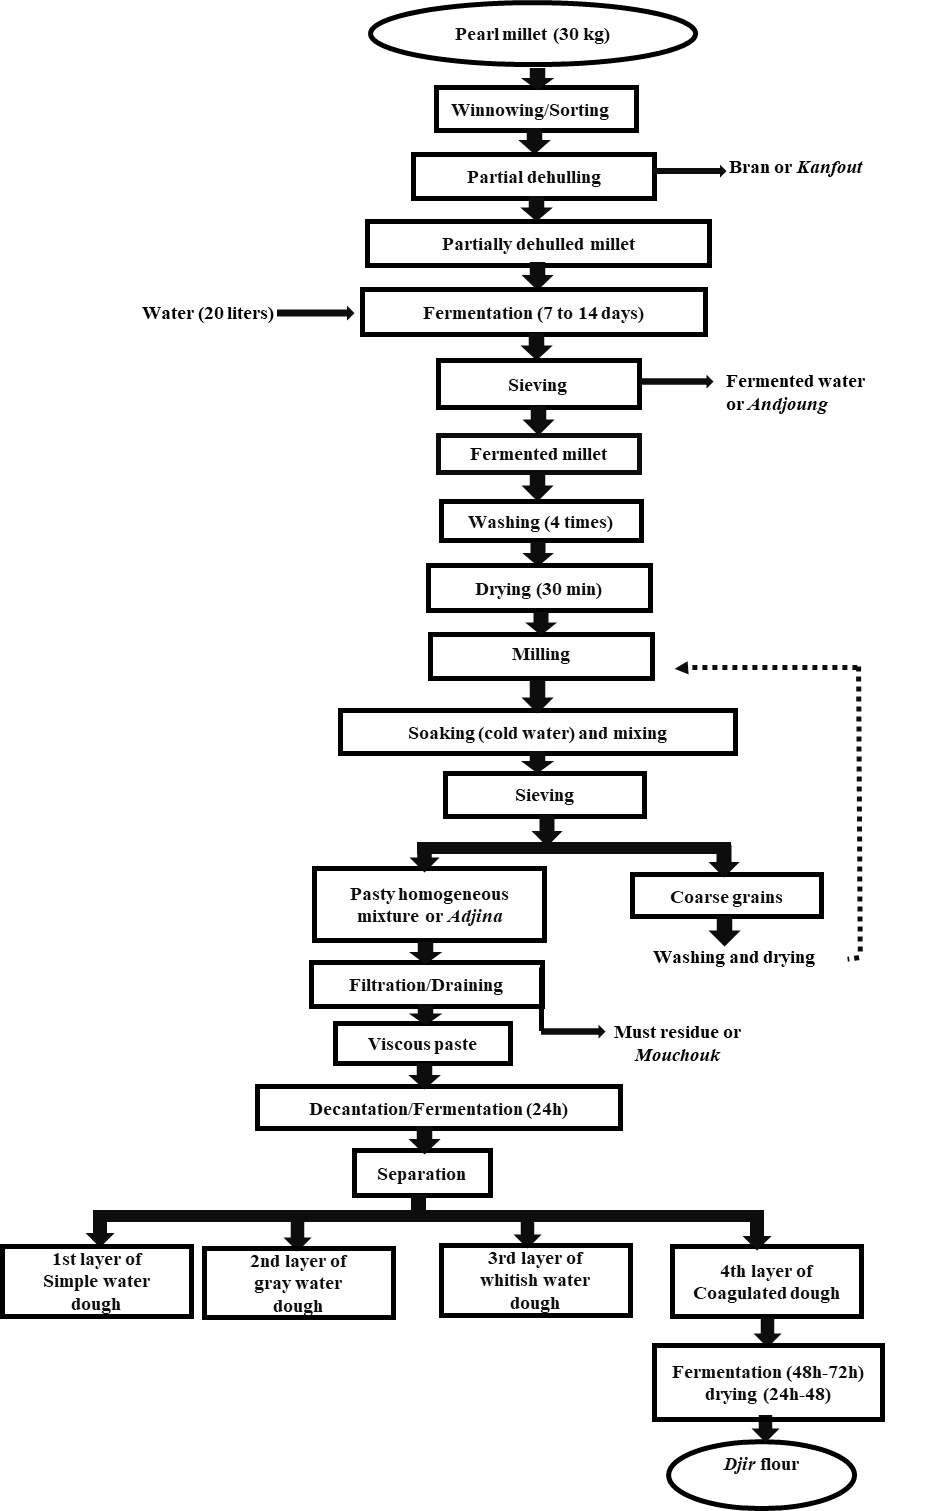 Pearl millet (30 kg)
Winnowing/Sorting
Partial dehulling
Bran or Kanfout
Partially dehulled millet
Water (20 liters)
Fermentation (7 to 14 days)
Sieving
Fermented water
or Andjoung
Fermented millet
Washing (4 times)
Drying (30 min)
Milling
Soaking (cold water) and mixing
Sieving
Pasty homogeneous
mixture or Adjina
Coarse grains
Washing and drying
Filtration/Draining
Must residue or
Mouchouk
Viscous paste
Decantation/Fermentation (24h)
Separation
1st layer of
Simple water
dough
2nd layer of
gray water
dough
3rd layer of
whitish water
dough
4th layer of
Coagulated dough
Fermentation (48h-72h)
drying (24h-48)
Djir flour